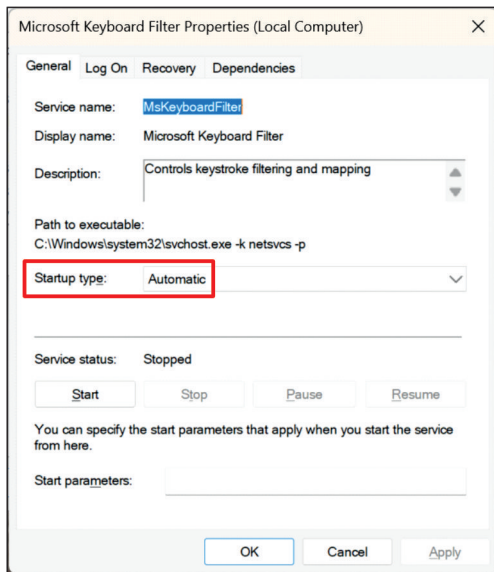 Microsoft Keyboard Filter Properties (Local Computer)
General Log On Recovery Dependencies
Service name: MsKeyboardFilter
Display name: Microsoft Keyboard Filter
Description: Controls keystroke filtering and mapping
Path to executable:
C:\Windows\system32\svchost.exe -k netsvcs -p
Startup type: Automatic
Service status: Stopped
Start Stop Pause Resume
You can specify the start parameters that apply when you start the service
from here.
Start parameters:
OK Cancel Apply